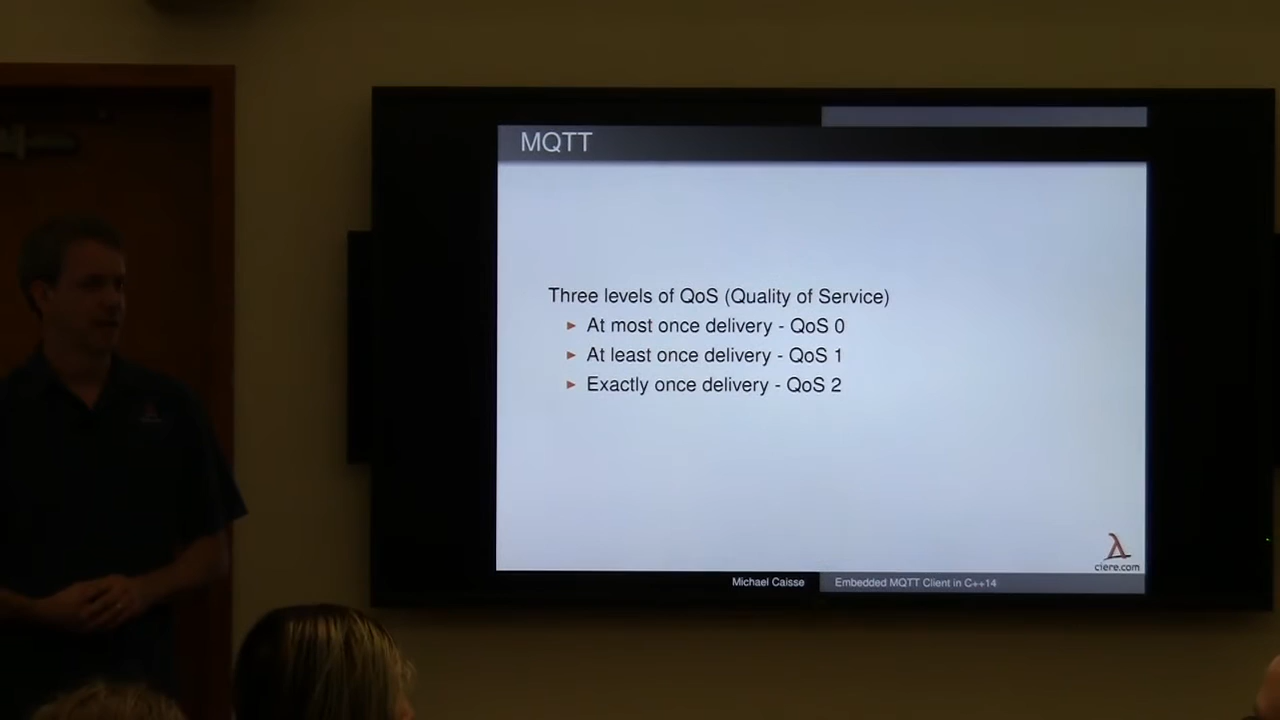 MQTT
Three levels of QoS (Quality of Service)
► At most once delivery - QoS 0
► At least once delivery - QoS 1
► Exactly once delivery - QoS 2
λ
ciere.com
Michael Caisse
Embedded MQTT Client in C++14